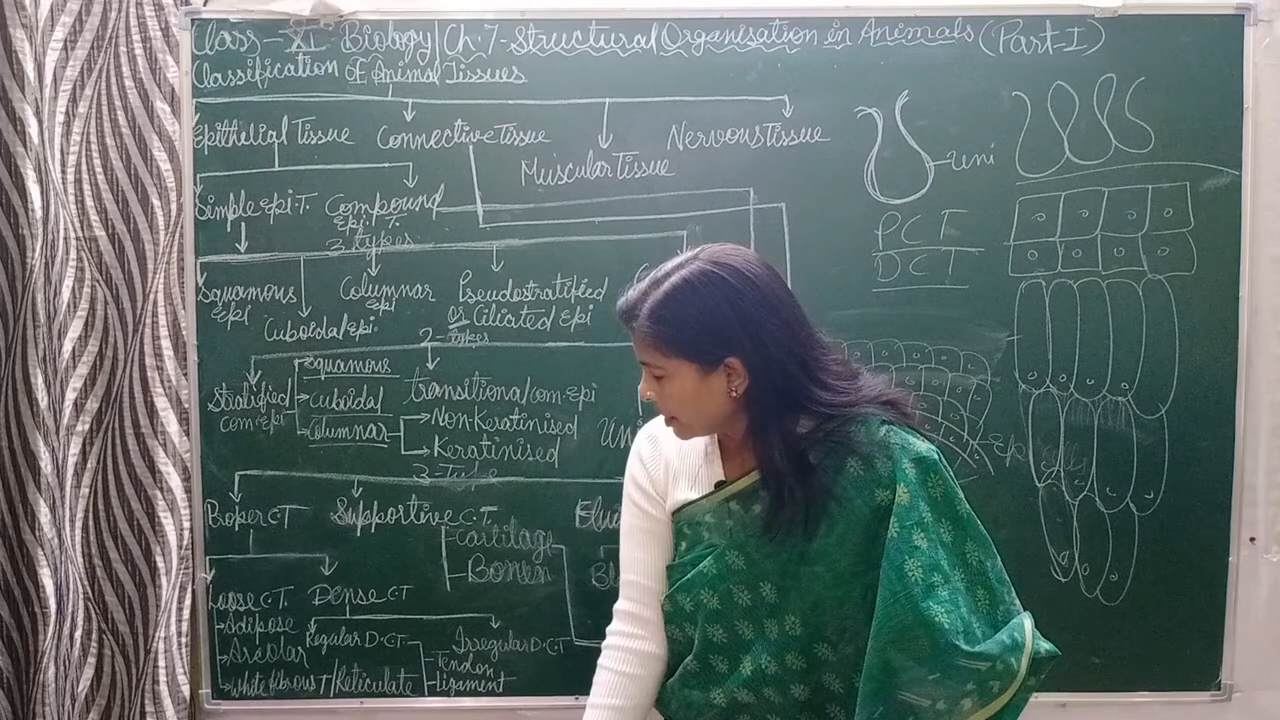 Class-XI Biology/Ch.7-Structural Organisation in Animals (Part-I)
Classification Of Animal Tissues
Epithelial Tissue Connective Tissue Nervous Tissue
Muscular Tissue
Simple Epi.T. Compound
Epi.T.
3 types
Squamous Epi
Cuboidal Epi.
Columnar Epi
Pseudostratified
Or Ciliated Epi
2-types
Stratified com.Epi
Squamous
Cuboidal
Columnar
transitional com.Epi
Non-Keratinised
Keratinised
3-Type
Proper CT Supportive C.T.
Cartilage
Bone
Loose C.T. Dense CT
Adipose
Areolar
White fibrous T/Reticulate
Regular D.C.T. Irregular D.C.T
Tendon
Ligament
Uni
PCT
DCT